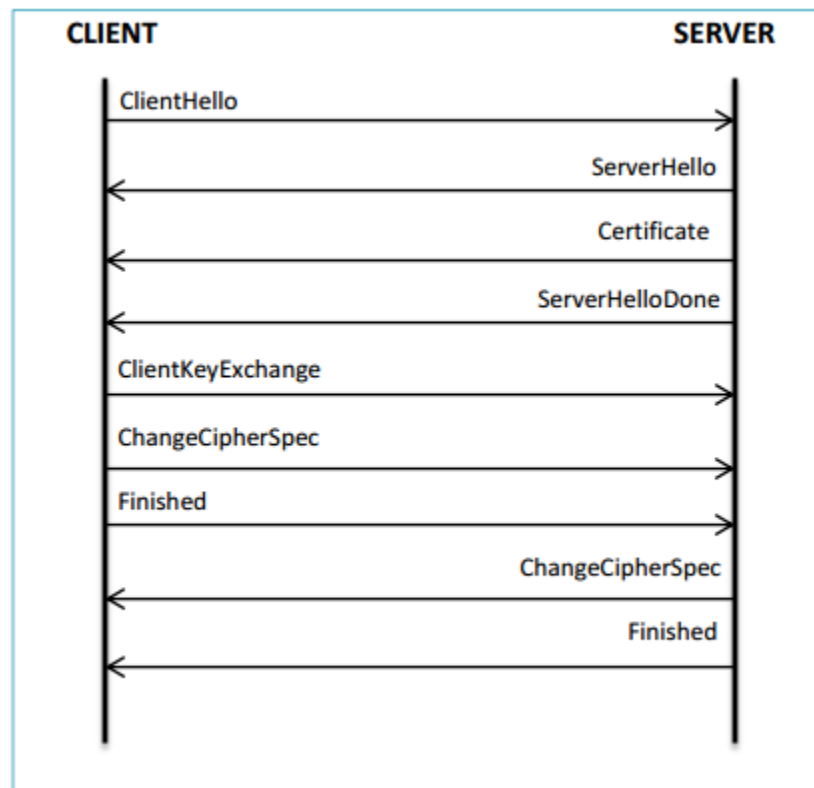 CLIENT SERVER
ClientHello
ServerHello
Certificate
ServerHelloDone
ClientKeyExchange
ChangeCipherSpec
Finished
ChangeCipherSpec
Finished